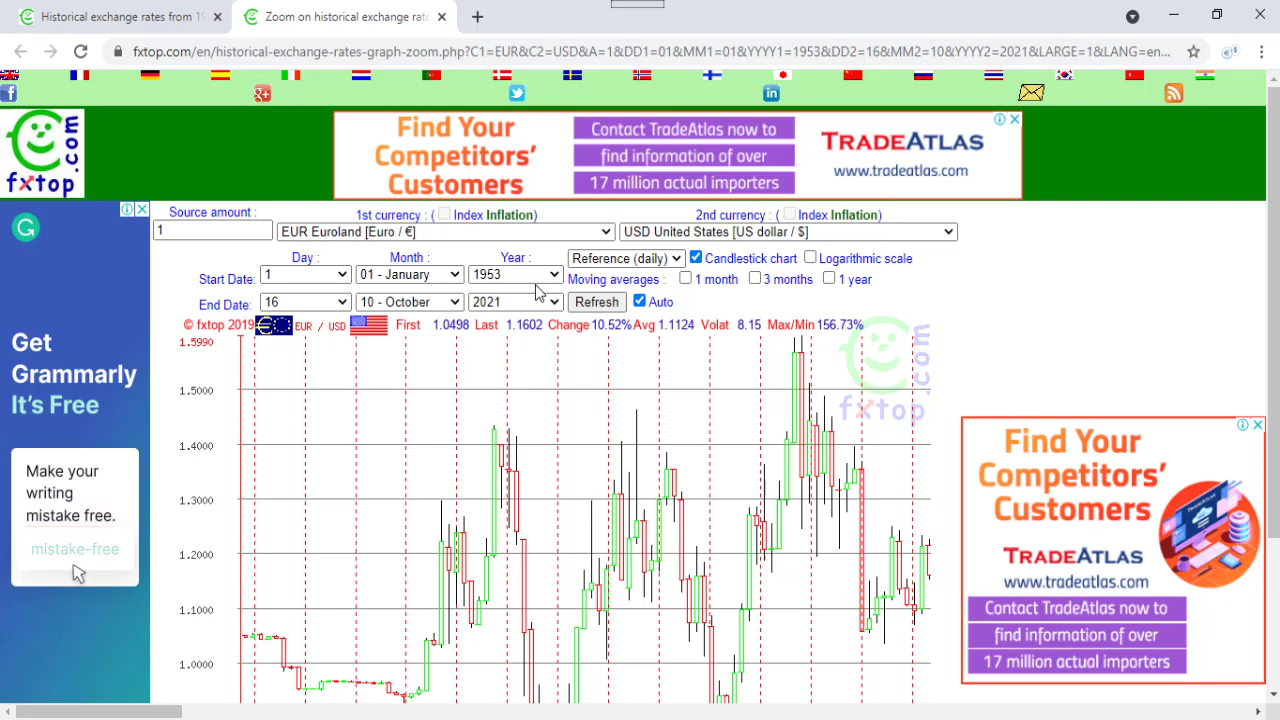 Historical exchange rates from 19
Zoom on historical exchange rate
fxtop.com/en/historical-exchange-rates-graph-zoom.php?C1=EUR&C2=USD&A=1&DD1=01&MM1=01&YYYY1=1953&DD2=16&MM2=10&YYYY2=2021&LARGE=1&LANG=en...
fxtop.com
Find Your
Competitors’
Customers
Contact TradeAtlas now to
find information of over
17 million actual importers
TRADEATLAS
www.tradeatlas.com
Source amount :
1st currency : ( Index Inflation)
2nd currency : ( Index Inflation)
1
EUR Euroland [Euro / €]
USD United States [US dollar / $]
Day :
Month :
Year :
Reference (daily)
Candlestick chart
Logarithmic scale
Start Date:
1
01 - January
1953
Moving averages :
1 month
3 months
1 year
End Date:
16
10 - October
2021
Refresh
Auto
© fxtop 2019
EUR / USD
First 1.0498 Last 1.1602 Change 10.52% Avg 1.1124 Volat 8.15 Max/Min 156.73%
1.5990
1.5000
1.4000
1.3000
1.2000
1.1000
1.0000
fxtop.com
Get
Grammarly
It’s Free
Make your
writing
mistake free.
mistake-free
Find Your
Competitors’
Customers
TRADEATLAS
www.tradeatlas.com
Contact TradeAtlas now to
find information of over
17 million actual importers